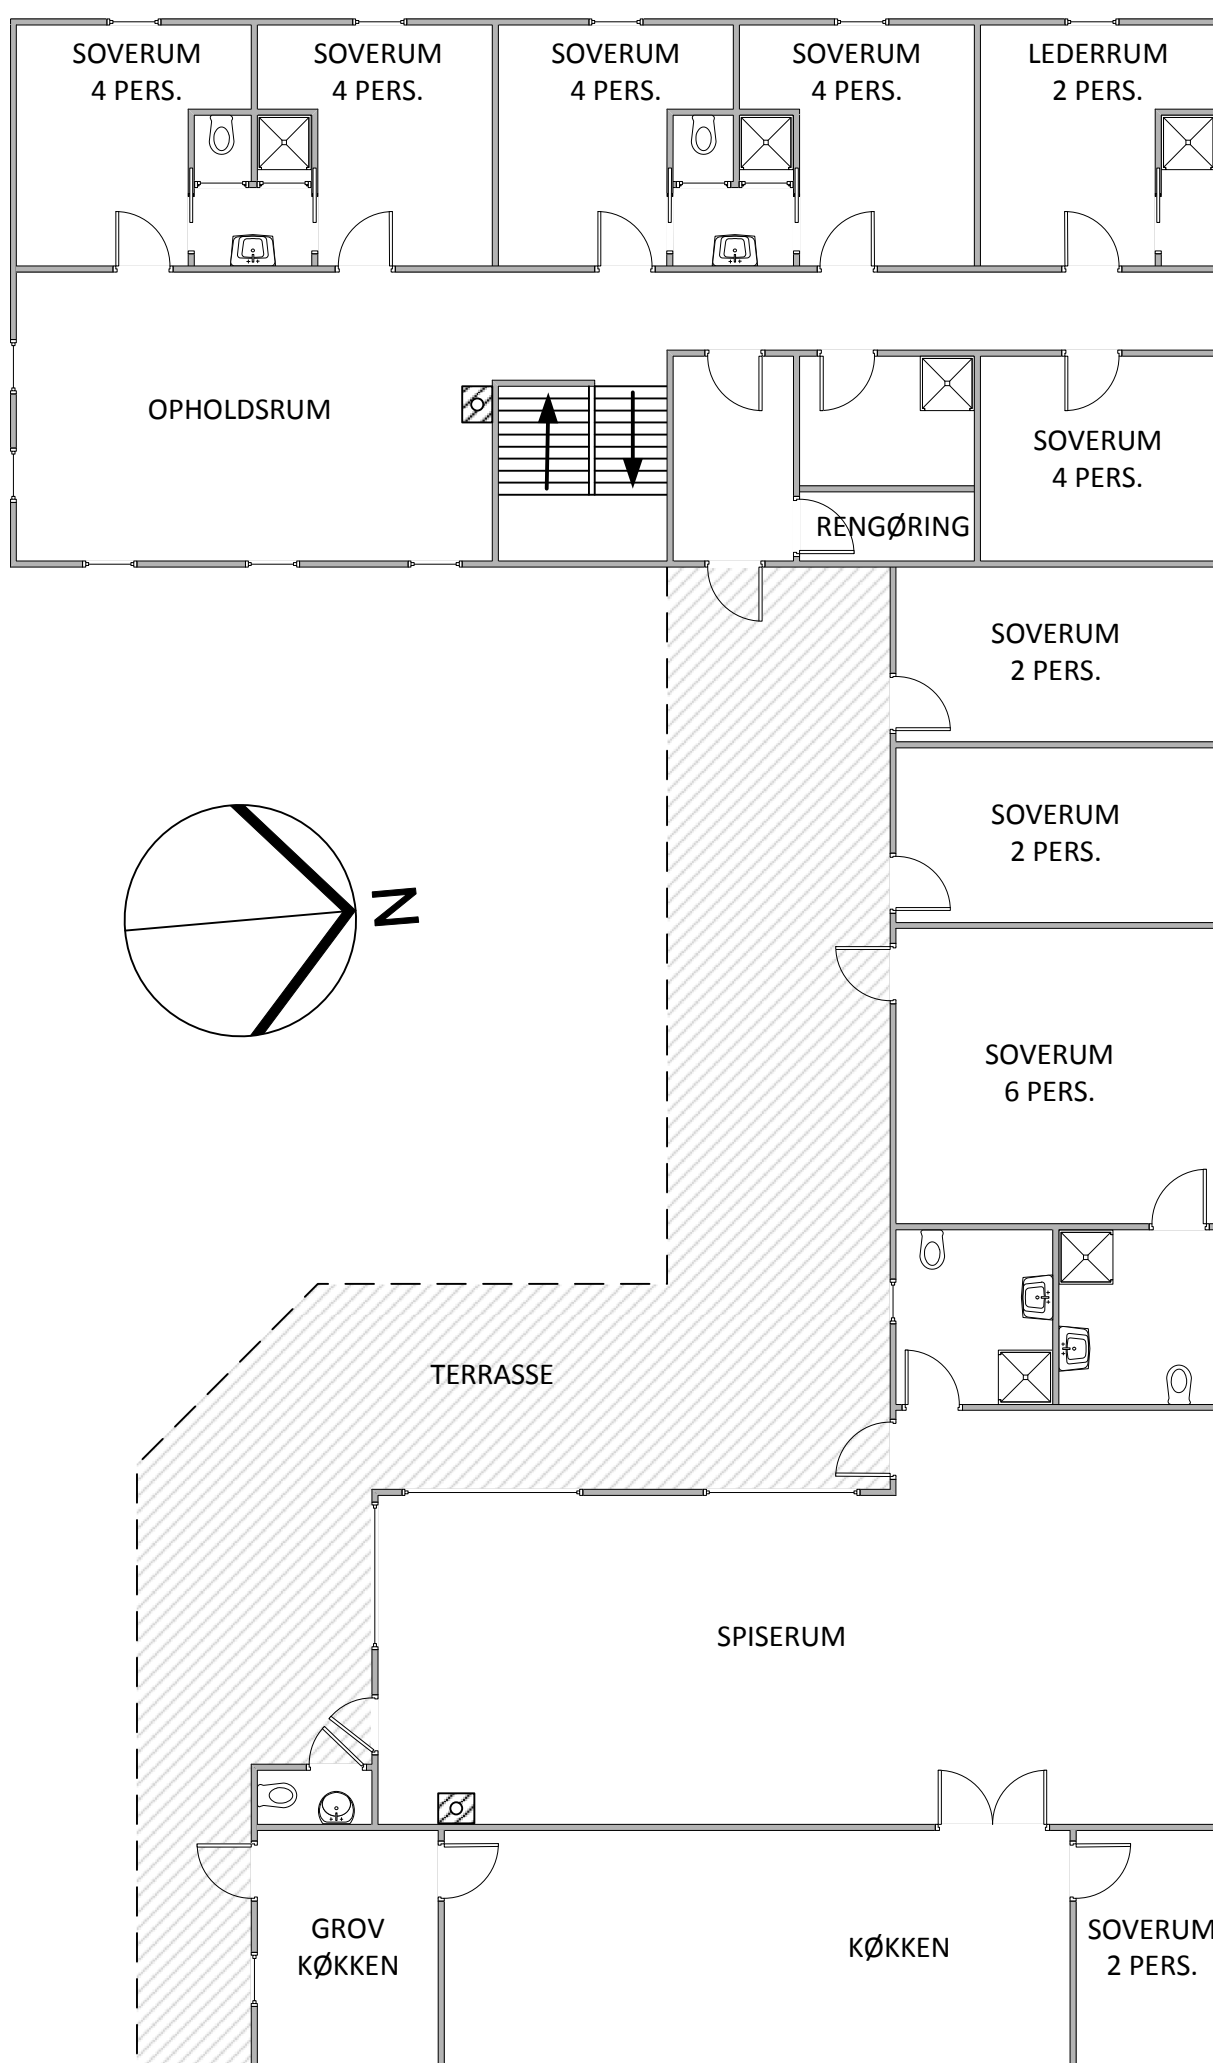 SOVERUM
4 PERS.
SOVERUM
4 PERS.
SOVERUM
4 PERS.
SOVERUM
4 PERS.
LEDERRUM
2 PERS.
OPHOLDSRUM
SOVERUM
4 PERS.
RENGØRING
SOVERUM
2 PERS.
SOVERUM
2 PERS.
N
SOVERUM
6 PERS.
TERRASSE
SPISERUM
GROV
KØKKEN
KØKKEN
SOVERUM
2 PERS.